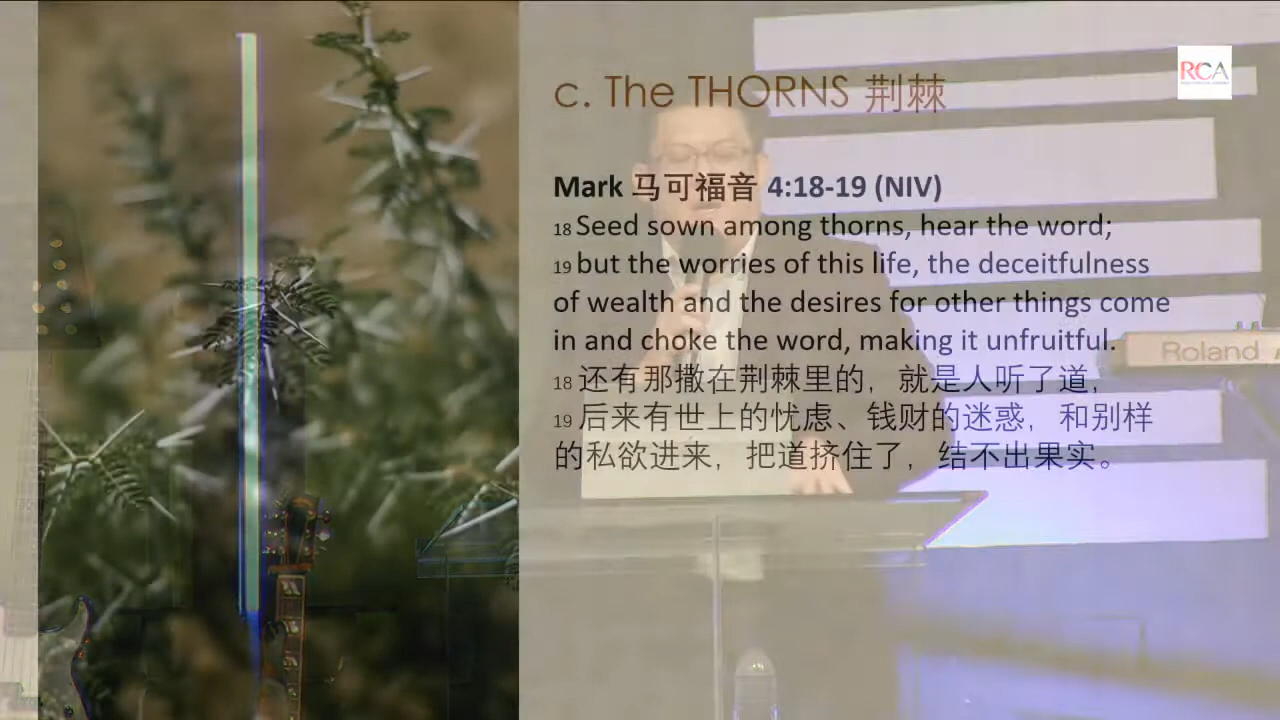 c. The THORNS 荆棘
RCA
Mark 马可福音 4:18-19 (NIV)
18 Seed sown among thorns, hear the word;
19 but the worries of this life, the deceitfulness
of wealth and the desires for other things come
in and choke the word, making it unfruitful.
Roland
18 还有那撒在荆棘里的，就是人听了道，
19 后来有世上的忧虑、钱财的迷惑，和别样
的私欲进来，把道挤住了，结不出果实。